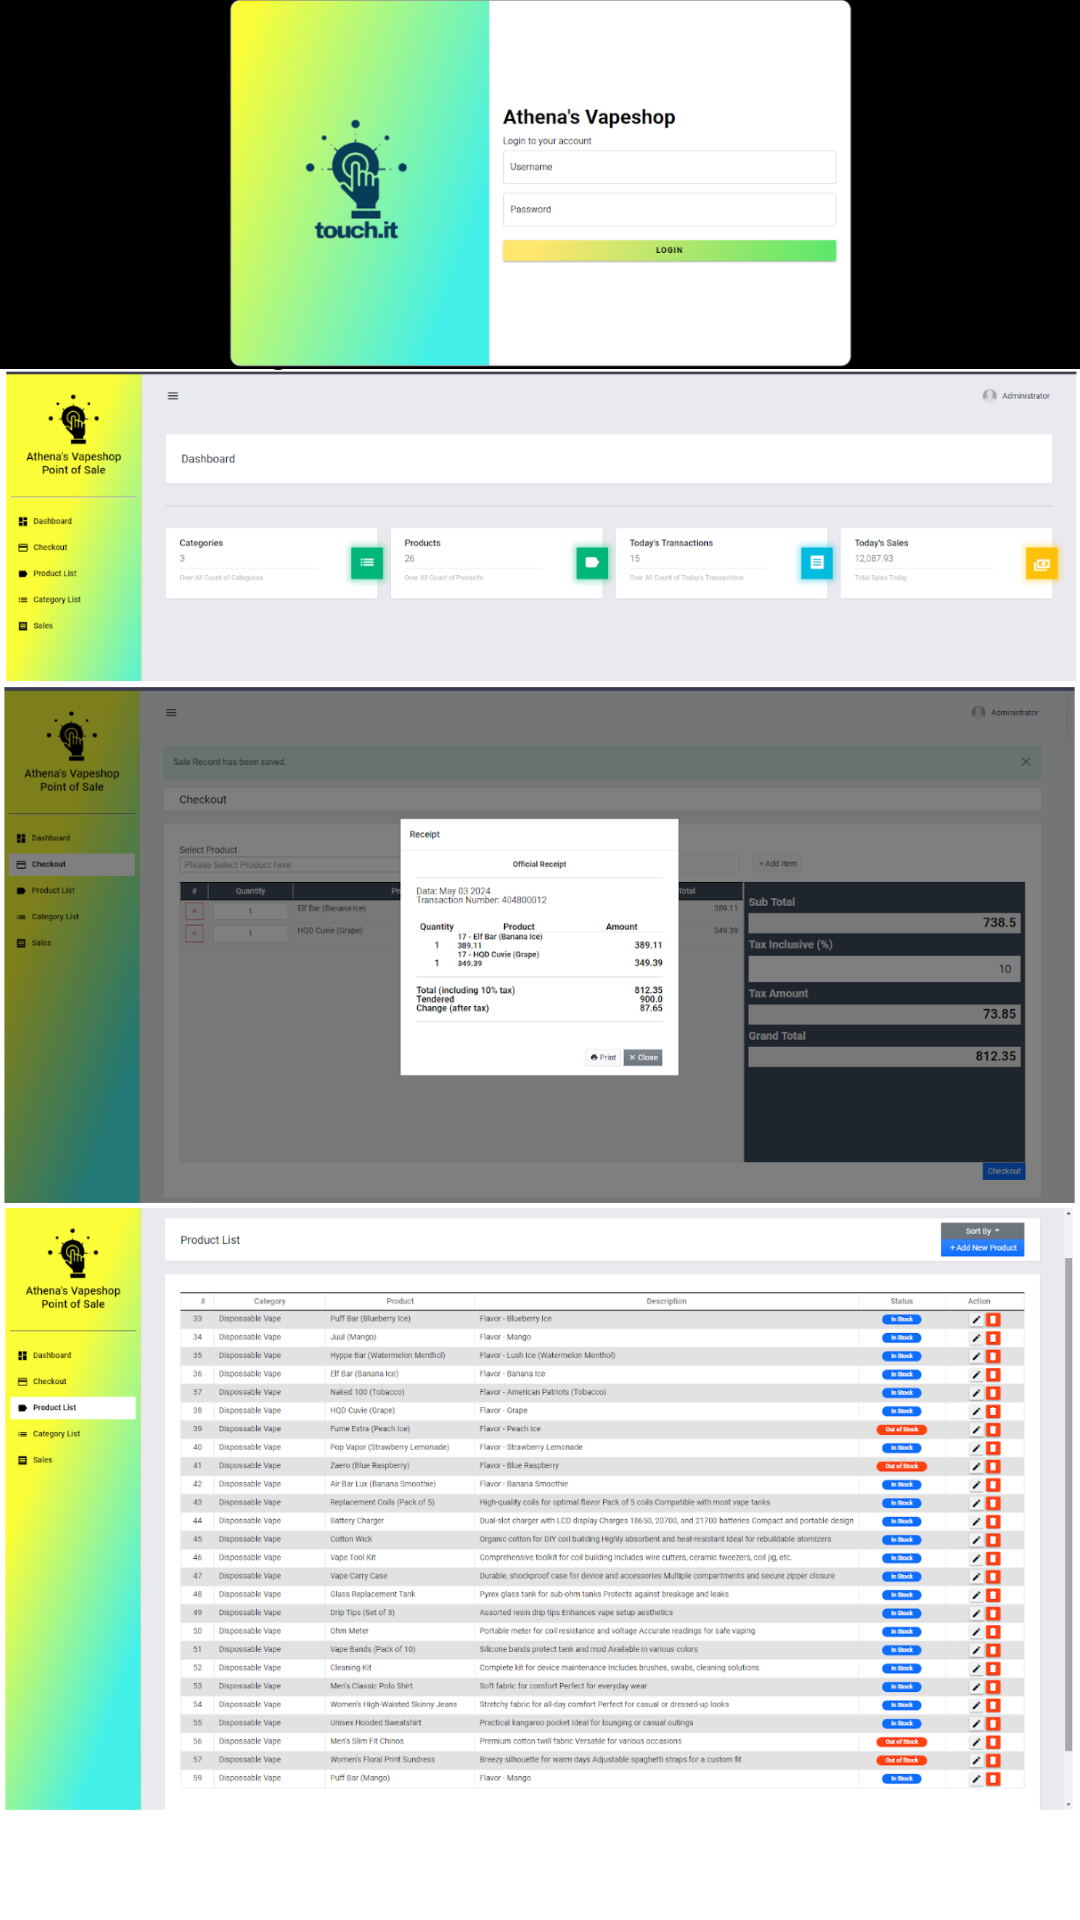 touch.it
Athena's Vapeshop
Login to your account
Username
Password
LOGIN
Athena's Vapeshop
Point of Sale
Dashboard
Checkout
Product List
Category List
Sales
Administrator
Dashboard
Categories
3
Over All Count of Categories
Products
26
Over All Count of Products
Today's Transactions
15
Over All Count of Today's Transactions
Today's Sales
12,087.93
Total Sales Today
Athena's Vapeshop
Point of Sale
Dashboard
Checkout
Product List
Category List
Sales
Administrator
Sale Record has been saved.
Checkout
Select Product
Please Select Product here
+ Add Item
# Quantity
1 Elf Bar (Banana Ice) 389.11
1 HQD Cuvie (Grape) 349.39
Sub Total
738.5
Tax Inclusive (%)
10
Tax Amount
73.85
Grand Total
812.35
Checkout
Receipt
Official Receipt
Data: May 03 2024
Transaction Number: 404800012
Quantity Product Amount
17 - Elf Bar (Banana Ice)
1 389.11 389.11
17 - HQD Cuvie (Grape)
1 349.39 349.39
Total (including 10% tax) 812.35
Tendered 900.0
Change (after tax) 87.65
Print × Close
Athena's Vapeshop
Point of Sale
Dashboard
Checkout
Product List
Category List
Sales
Product List
Sort By
+ Add New Product
# Category Product Description Status Action
33 Dispossable Vape Puff Bar (Blueberry Ice) Flavor - Blueberry Ice In Stock
34 Dispossable Vape Juul (Mango) Flavor - Mango In Stock
35 Dispossable Vape Hyppe Bar (Watermelon Menthol) Flavor - Lush Ice (Watermelon Menthol) In Stock
36 Dispossable Vape Elf Bar (Banana Ice) Flavor - Banana Ice In Stock
37 Dispossable Vape Naked 100 (Tobacco) Flavor - American Patriots (Tobacco) In Stock
38 Dispossable Vape HQD Cuvie (Grape) Flavor - Grape In Stock
39 Dispossable Vape Fume Extra (Peach Ice) Flavor - Peach Ice Out of Stock
40 Dispossable Vape Pop Vapor (Strawberry Lemonade) Flavor - Strawberry Lemonade In Stock
41 Dispossable Vape Zaero (Blue Raspberry) Flavor - Blue Raspberry Out of Stock
42 Dispossable Vape Air Bar Lux (Banana Smoothie) Flavor - Banana Smoothie In Stock
43 Dispossable Vape Replacement Coils (Pack of 5) High-quality coils for optimal flavor Pack of 5 coils Compatible with most vape tanks In Stock
44 Dispossable Vape Battery Charger Dual-slot charger with LCD display Charges 18650, 20700, and 21700 batteries Compact and portable design In Stock
45 Dispossable Vape Cotton Wick Organic cotton for DIY coil building Highly absorbent and heat-resistant Ideal for rebuildable atomizers In Stock
46 Dispossable Vape Vape Tool Kit Comprehensive toolkit for coil building Includes wire cutters, ceramic tweezers, coil jig, etc. In Stock
47 Dispossable Vape Vape Carry Case Durable, shockproof case for device and accessories Multiple compartments and secure zipper closure In Stock
48 Dispossable Vape Glass Replacement Tank Pyrex glass tank for sub-ohm tanks Protects against breakage and leaks In Stock
49 Dispossable Vape Drip Tips (Set of 3) Assorted resin drip tips Enhances vape setup aesthetics In Stock
50 Dispossable Vape Ohm Meter Portable meter for coil resistance and voltage Accurate readings for safe vaping In Stock
51 Dispossable Vape Vape Bands (Pack of 10) Silicone bands protect tank and mod Available in various colors In Stock
52 Dispossable Vape Cleaning Kit Complete kit for device maintenance Includes brushes, swabs, cleaning solutions In Stock
53 Dispossable Vape Men's Classic Polo Shirt Soft fabric for comfort Perfect for everyday wear In Stock
54 Dispossable Vape Women's High-Waisted Skinny Jeans Stretchy fabric for all-day comfort Perfect for casual or dressed-up looks In Stock
55 Dispossable Vape Unisex Hooded Sweatshirt Practical kangaroo pocket Ideal for lounging or casual outings In Stock
56 Dispossable Vape Men's Slim Fit Chinos Premium cotton twill fabric Versatile for various occasions Out of Stock
57 Dispossable Vape Women's Floral Print Sundress Breezy silhouette for warm days Adjustable spaghetti straps for a custom fit Out of Stock
59 Dispossable Vape Puff Bar (Mango) Flavor - Mango In Stock